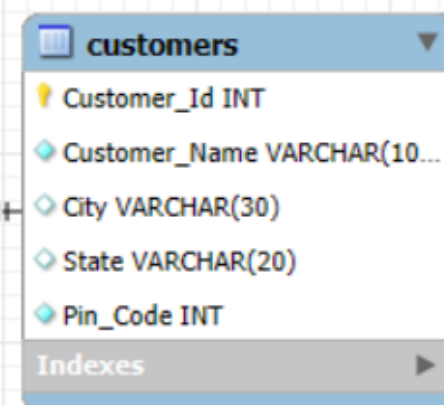 customers
Customer_Id INT
Customer_Name VARCHAR(10...
City VARCHAR(30)
State VARCHAR(20)
Pin_Code INT
Indexes